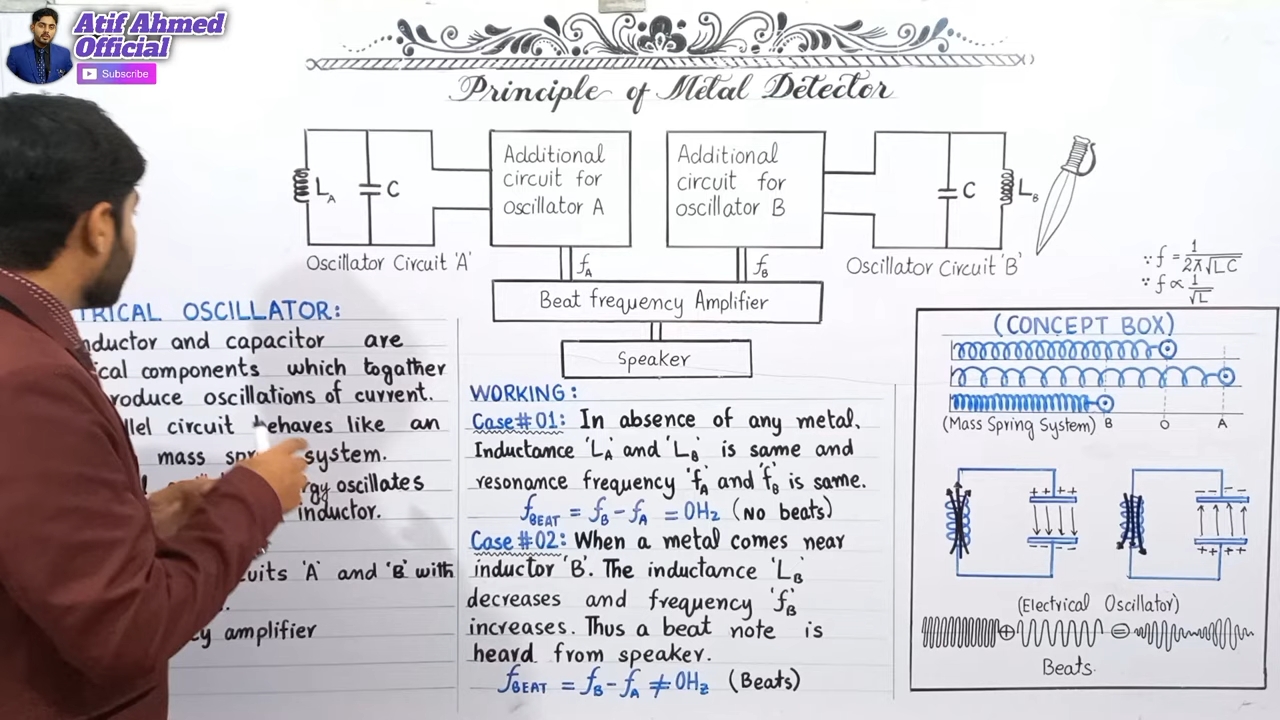 Atif Ahmed
Official
Subscribe
Principle of Metal Detector
Additional
circuit for
oscillator A
Additional
circuit for
oscillator B
L_A
C
C
L_B
Oscillator Circuit 'A'
f_A
f_B
Oscillator Circuit 'B'
∵ f = 1/2π√LC
∵ f ∝ 1/√L
Beat frequency Amplifier
Speaker
TRICAL OSCILLATOR:
nductor and capacitor are
ical components which togather
roduce oscillations of current.
llel circuit behaves like an
mass spr system.
rgy oscillates
inductor.
uits 'A' and 'B' with
cy amplifier
WORKING:
Case#01: In absence of any metal.
Inductance 'L_A' and 'L_B' is same and
resonance frequency 'f_A' and 'f_B' is same.
f_BEAT = f_B - f_A = 0Hz (No beats)
Case #02: When a metal comes near
inductor 'B'. The inductance 'L_B'
decreases and frequency 'f_B'
increases. Thus a beat note is
heard from speaker.
f_BEAT = f_B - f_A ≠ 0Hz (Beats)
(CONCEPT BOX)
(Mass Spring System) B O A
+ + + +
- - - -
- - - -
+ + + +
(Electrical Oscillator)
+ =
Beats.